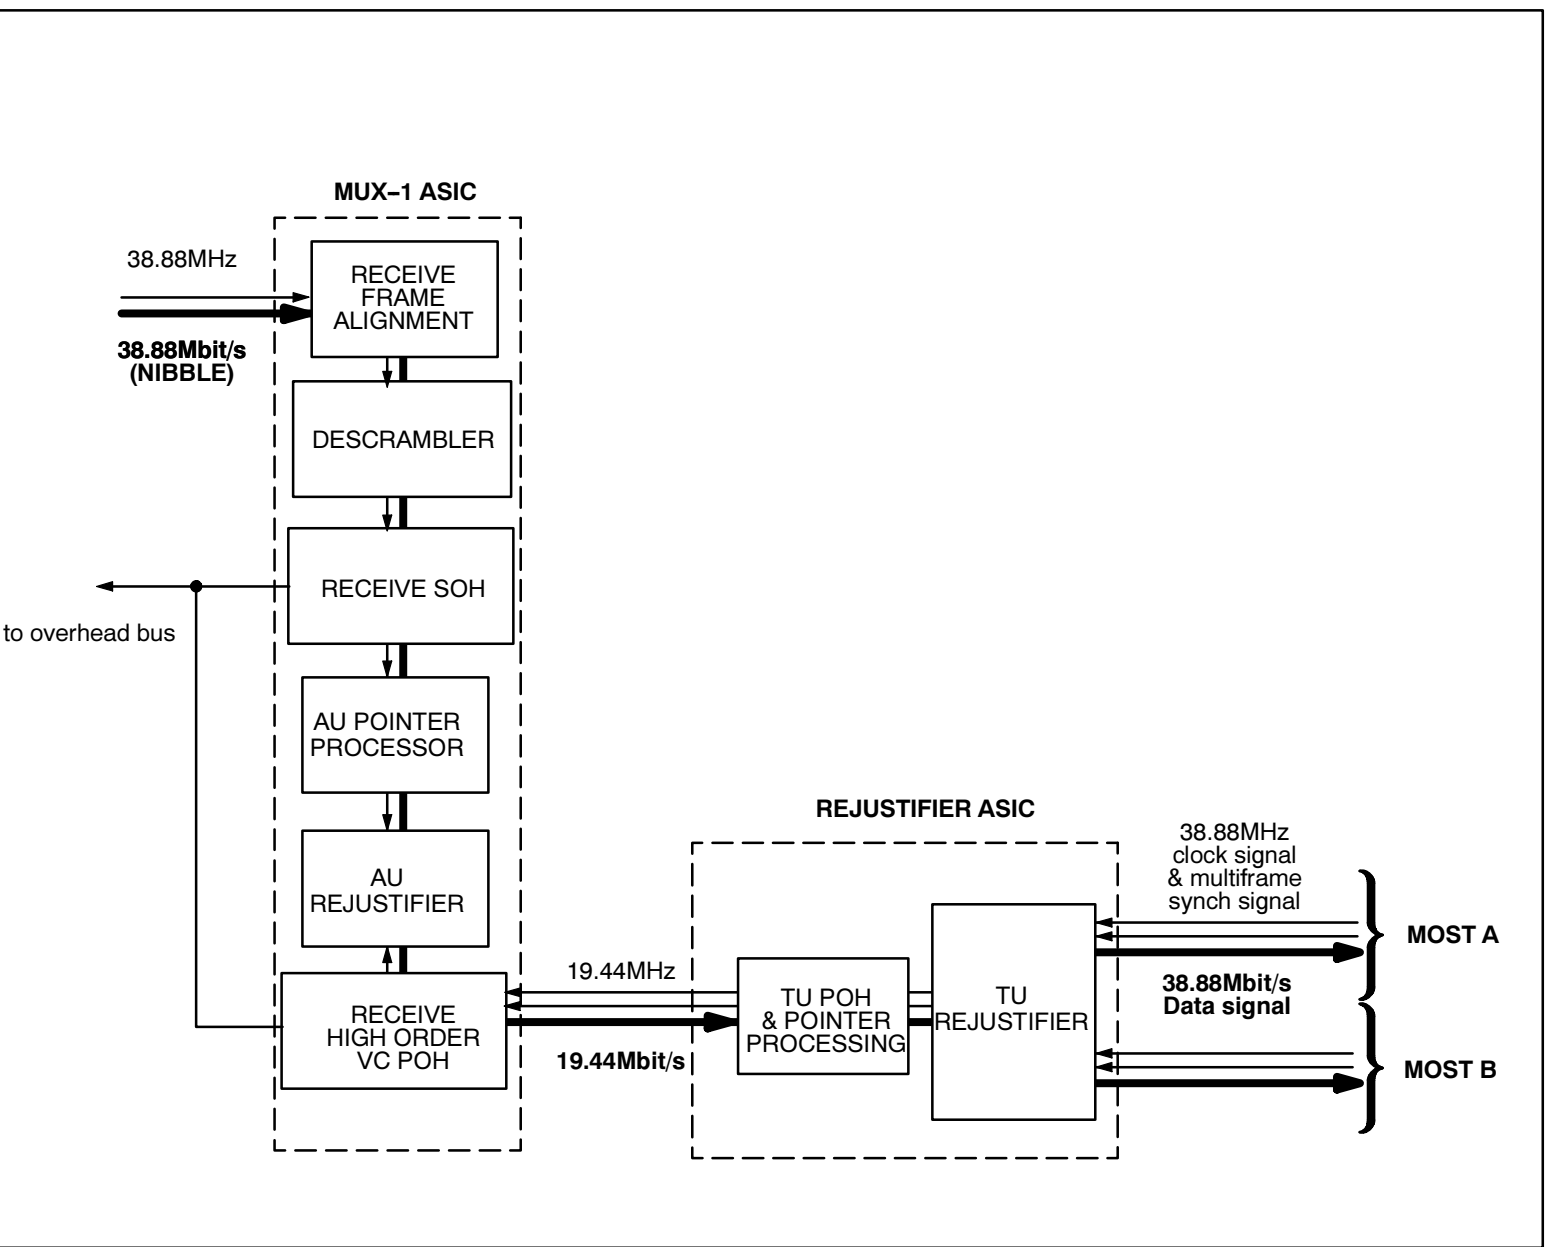 MUX–1 ASIC
38.88MHz
38.88Mbit/s
(NIBBLE)
RECEIVE
FRAME
ALIGNMENT
DESCRAMBLER
RECEIVE SOH
to overhead bus
AU POINTER
PROCESSOR
AU
REJUSTIFIER
RECEIVE
HIGH ORDER
VC POH
19.44MHz
19.44Mbit/s
REJUSTIFIER ASIC
TU POH
& POINTER
PROCESSING
TU
REJUSTIFIER
38.88MHz
clock signal
& multiframe
synch signal
38.88Mbit/s
Data signal
MOST A
MOST B